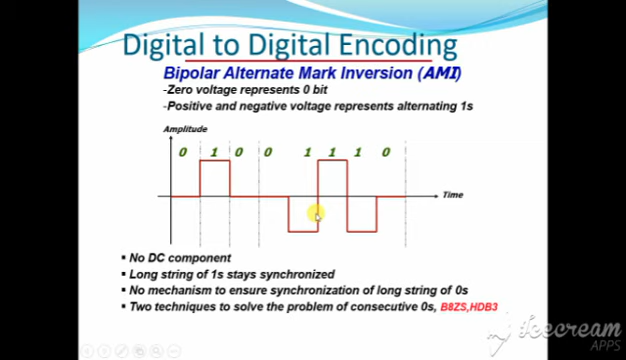 Digital to Digital Encoding
Bipolar Alternate Mark Inversion (AMI)
-Zero voltage represents 0 bit
-Positive and negative voltage represents alternating 1s
Amplitude
0 1 0 0 1 1 1 0
Time
▪ No DC component
▪ Long string of 1s stays synchronized
▪ No mechanism to ensure synchronization of long string of 0s
▪ Two techniques to solve the problem of consecutive 0s, B8ZS,HDB3
Icecream
APPS